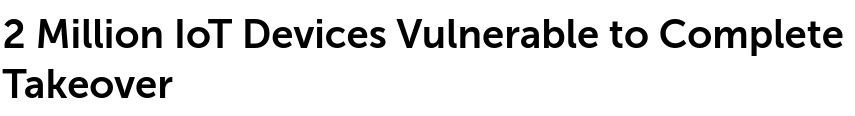 2 Million IoT Devices Vulnerable to Complete
Takeover